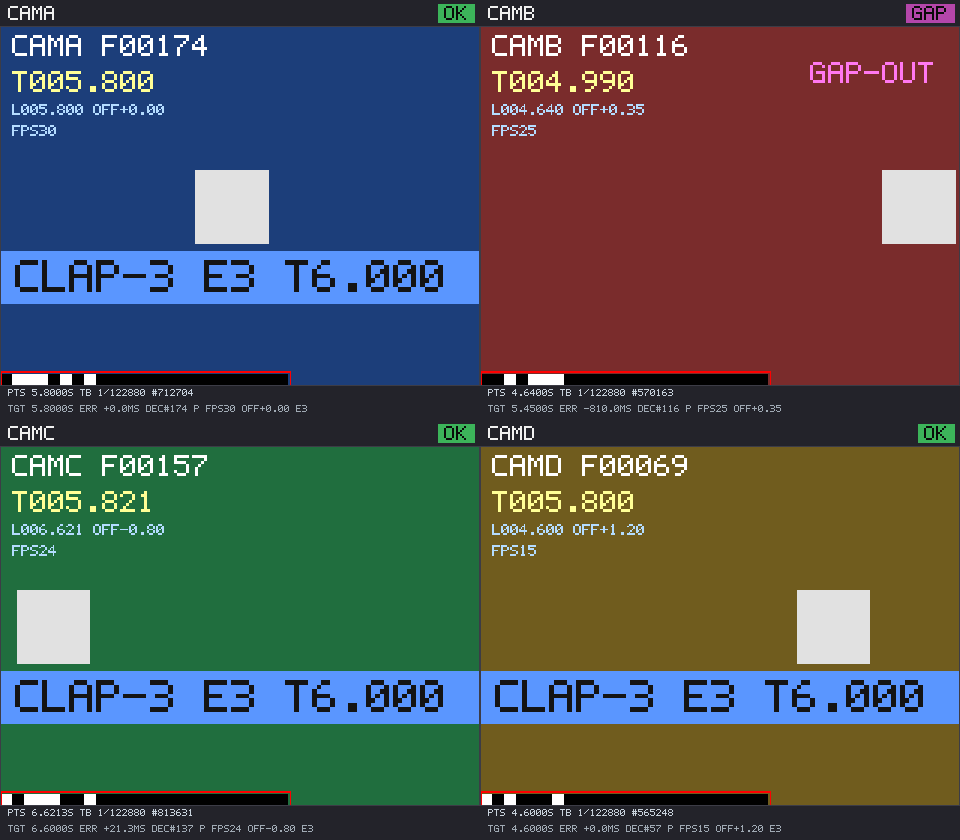 CAMA OK
CAMA F00174
T005.800
L005.800 OFF+0.00
FPS30
CLAP-3 E3 T6.000
PTS 5.8000S TB 1/122880 #712704
TGT 5.8000S ERR +0.0MS DEC#174 P FPS30 OFF+0.00 E3
CAMB GAP
CAMB F00116
GAP-OUT
T004.990
L004.640 OFF+0.35
FPS25
PTS 4.6400S TB 1/122880 #570163
TGT 5.4500S ERR -810.0MS DEC#116 P FPS25 OFF+0.35
CAMC OK
CAMC F00157
T005.821
L006.621 OFF-0.80
FPS24
CLAP-3 E3 T6.000
PTS 6.6213S TB 1/122880 #813631
TGT 6.6000S ERR +21.3MS DEC#137 P FPS24 OFF-0.80 E3
CAMD OK
CAMD F00069
T005.800
L004.600 OFF+1.20
FPS15
CLAP-3 E3 T6.000
PTS 4.6000S TB 1/122880 #565248
TGT 4.6000S ERR +0.0MS DEC#57 P FPS15 OFF+1.20 E3